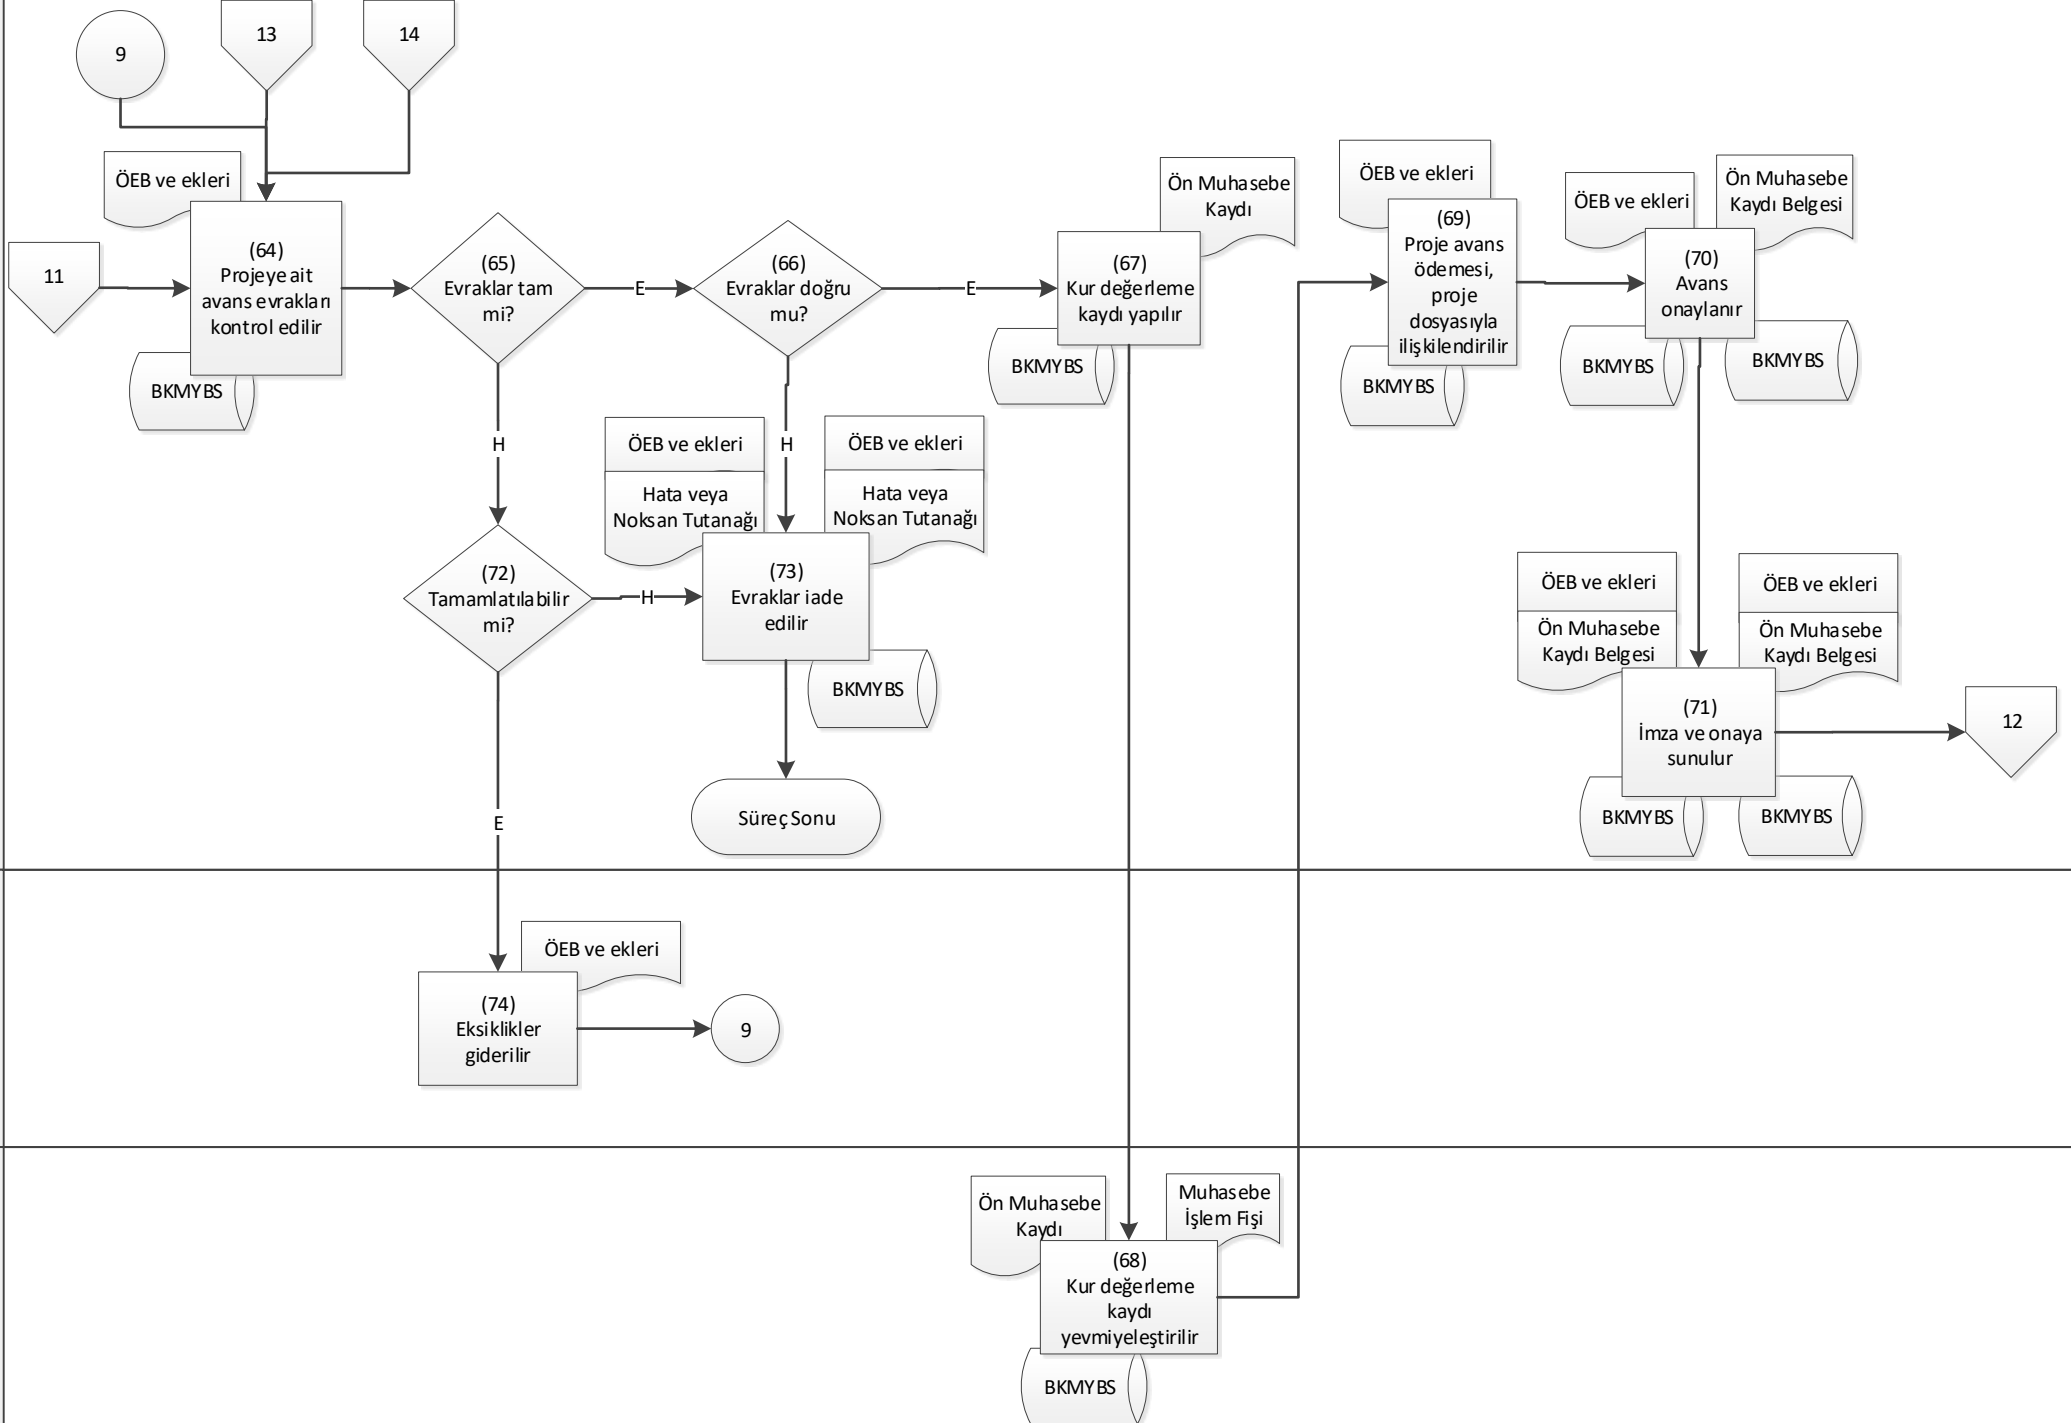 9
13
14
ÖEB ve ekleri
11
(64)
Projeye ait
avans evrakları
kontrol edilir
BKMYBS
(65)
Evraklar tam
mi?
E
(66)
Evraklar doğru
mu?
E
Ön Muhasebe
Kaydı
(67)
Kur değerleme
kaydı yapılır
BKMYBS
ÖEB ve ekleri
(69)
Proje avans
ödemesi,
proje
dosyasıyla
ilişkilendirilir
BKMYBS
ÖEB ve ekleri
Ön Muhasebe
Kaydı Belgesi
(70)
Avans
onaylanır
BKMYBS
BKMYBS
H
H
ÖEB ve ekleri
Hata veya
Noksan Tutanağı
ÖEB ve ekleri
Hata veya
Noksan Tutanağı
(72)
Tamamlatılabilir
mi?
H
(73)
Evraklar iade
edilir
BKMYBS
Süreç Sonu
E
ÖEB ve ekleri
Ön Muhasebe
Kaydı Belgesi
ÖEB ve ekleri
Ön Muhasebe
Kaydı Belgesi
(71)
İmza ve onaya
sunulur
BKMYBS
BKMYBS
12
ÖEB ve ekleri
(74)
Eksiklikler
giderilir
9
Ön Muhasebe
Kaydı
Muhasebe
İşlem Fişi
(68)
Kur değerleme
kaydı
yevmiyeleştirilir
BKMYBS